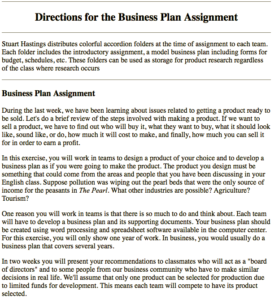 Directions for the Business Plan Assignment
Stuart Hastings distributes colorful accordion folders at the time of assignment to each team.
Each folder includes the introductory assignment, a model business plan including forms for
budget, schedules, etc. These folders can be used as storage for product research regardless
of the class where research occurs
Business Plan Assignment
During the last week, we have been learning about issues related to getting a product ready to
be sold. Let's do a brief review of the steps involved with making a product. If we want to
sell a product, we have to find out who will buy it, what they want to buy, what it should look
like, sound like, or do, how much it will cost to make, and finally, how much you can sell it
for in order to earn a profit.
In this exercise, you will work in teams to design a product of your choice and to develop a
business plan as if you were going to make the product. The product you design must be
something that could come from the areas and people that you have been discussing in your
English class. Suppose pollution was wiping out the pearl beds that were the only source of
income for the peasants in The Pearl. What other industries are possible? Agriculture?
Tourism?
One reason you will work in teams is that there is so much to do and think about. Each team
will have to develop a business plan and its supporting documents. Your business plan should
be created using word processing and spreadsheet software available in the computer center.
For this exercise, you will only show one year of work. In business, you would usually do a
business plan that covers several years.
In two weeks you will present your recommendations to classmates who will act as a "board
of directors" and to some people from our business community who have to make similar
decisions in real life. We'll assume that only one product can be selected for production due
to limited funds for development. This means each team will compete to have its product
selected.